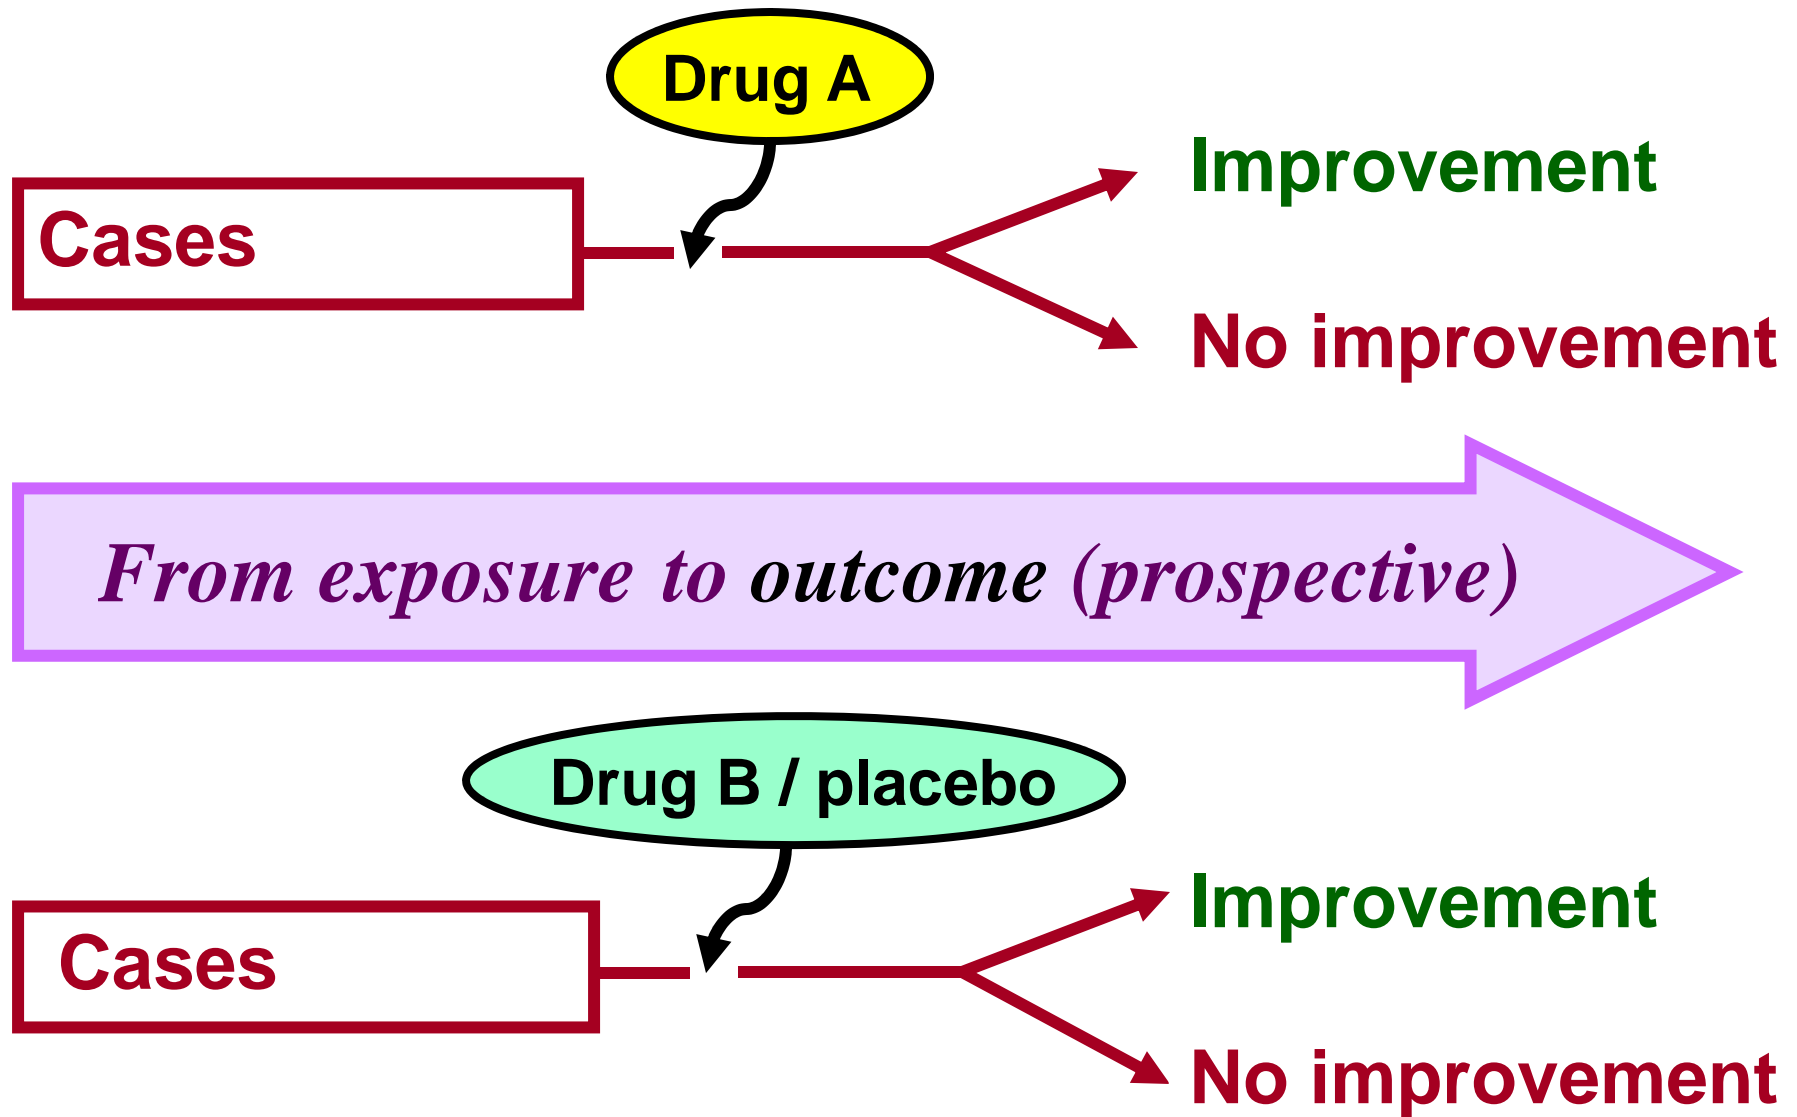 Drug A
Cases
Improvement
No improvement
From exposure to outcome (prospective)
Drug B / placebo
Cases
Improvement
No improvement